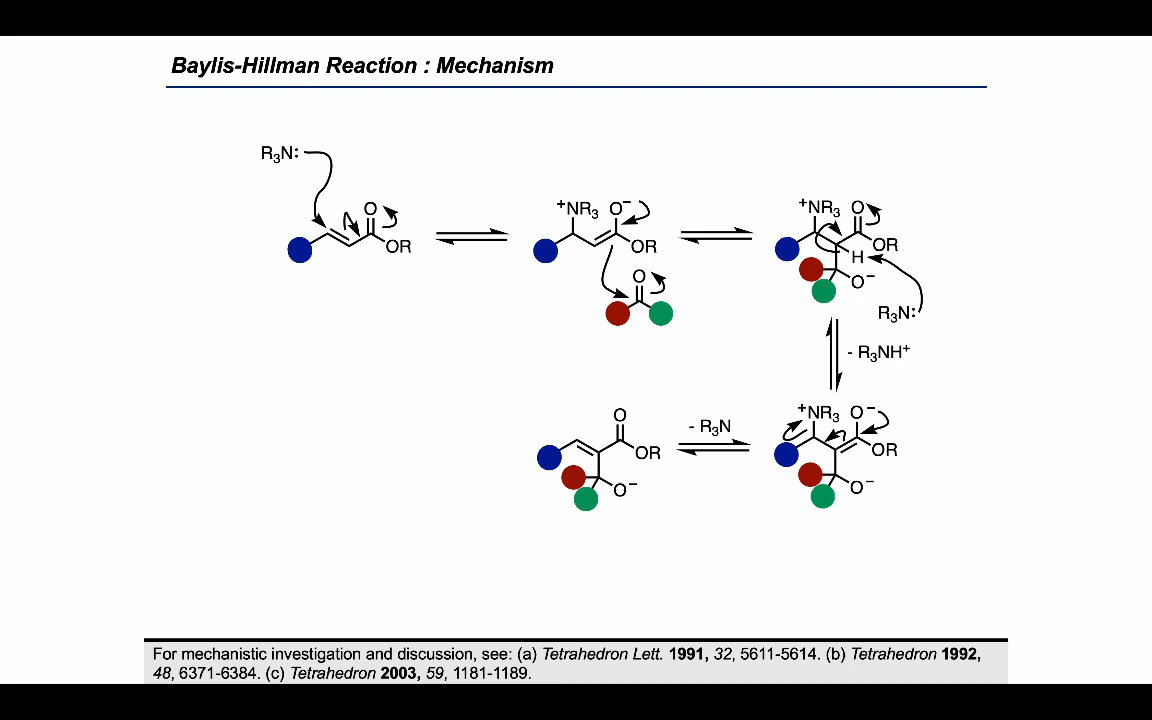 Baylis-Hillman Reaction : Mechanism
R₃N:
O
OR
⁺NR₃ O⁻
OR
O
⁺NR₃ O
OR
H
O⁻
R₃N:
- R₃NH⁺
⁺NR₃ O⁻
OR
O⁻
- R₃N
O
OR
O⁻
For mechanistic investigation and discussion, see: (a) Tetrahedron Lett. 1991, 32, 5611-5614. (b) Tetrahedron 1992,
48, 6371-6384. (c) Tetrahedron 2003, 59, 1181-1189.